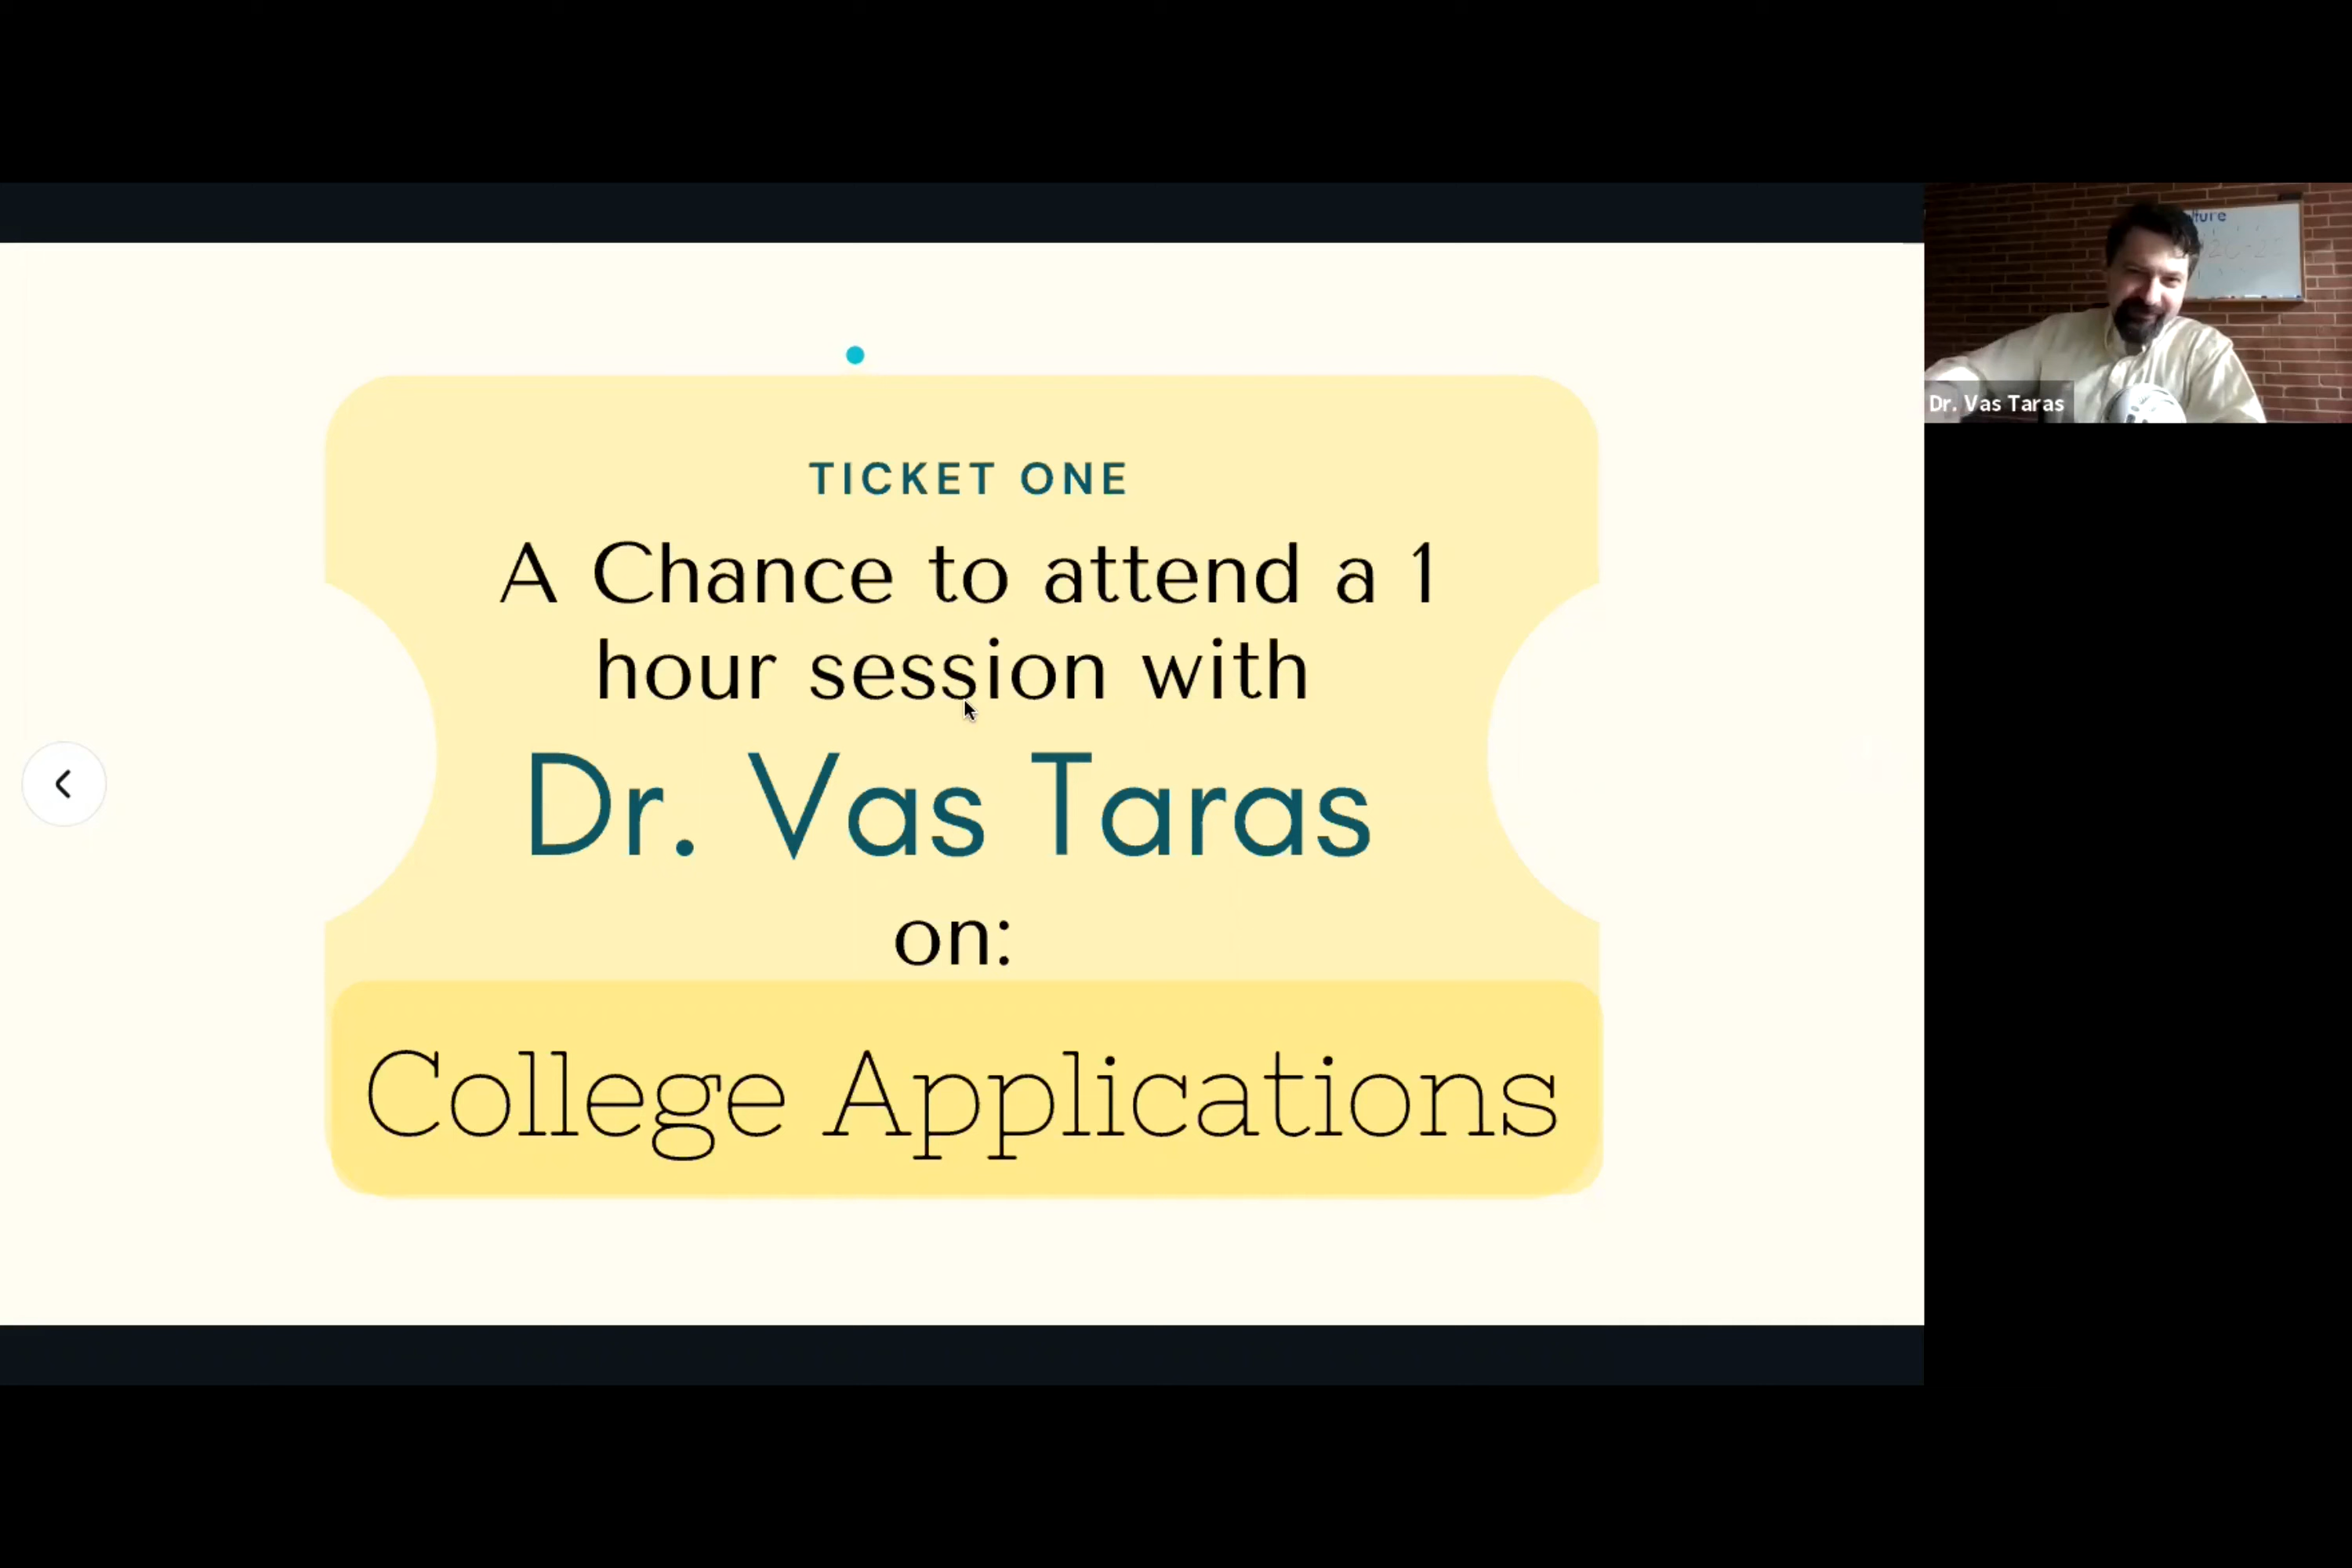 TICKET ONE
A Chance to attend a 1
hour session with
Dr. Vas Taras
on:
College Applications
Dr. Vas Taras